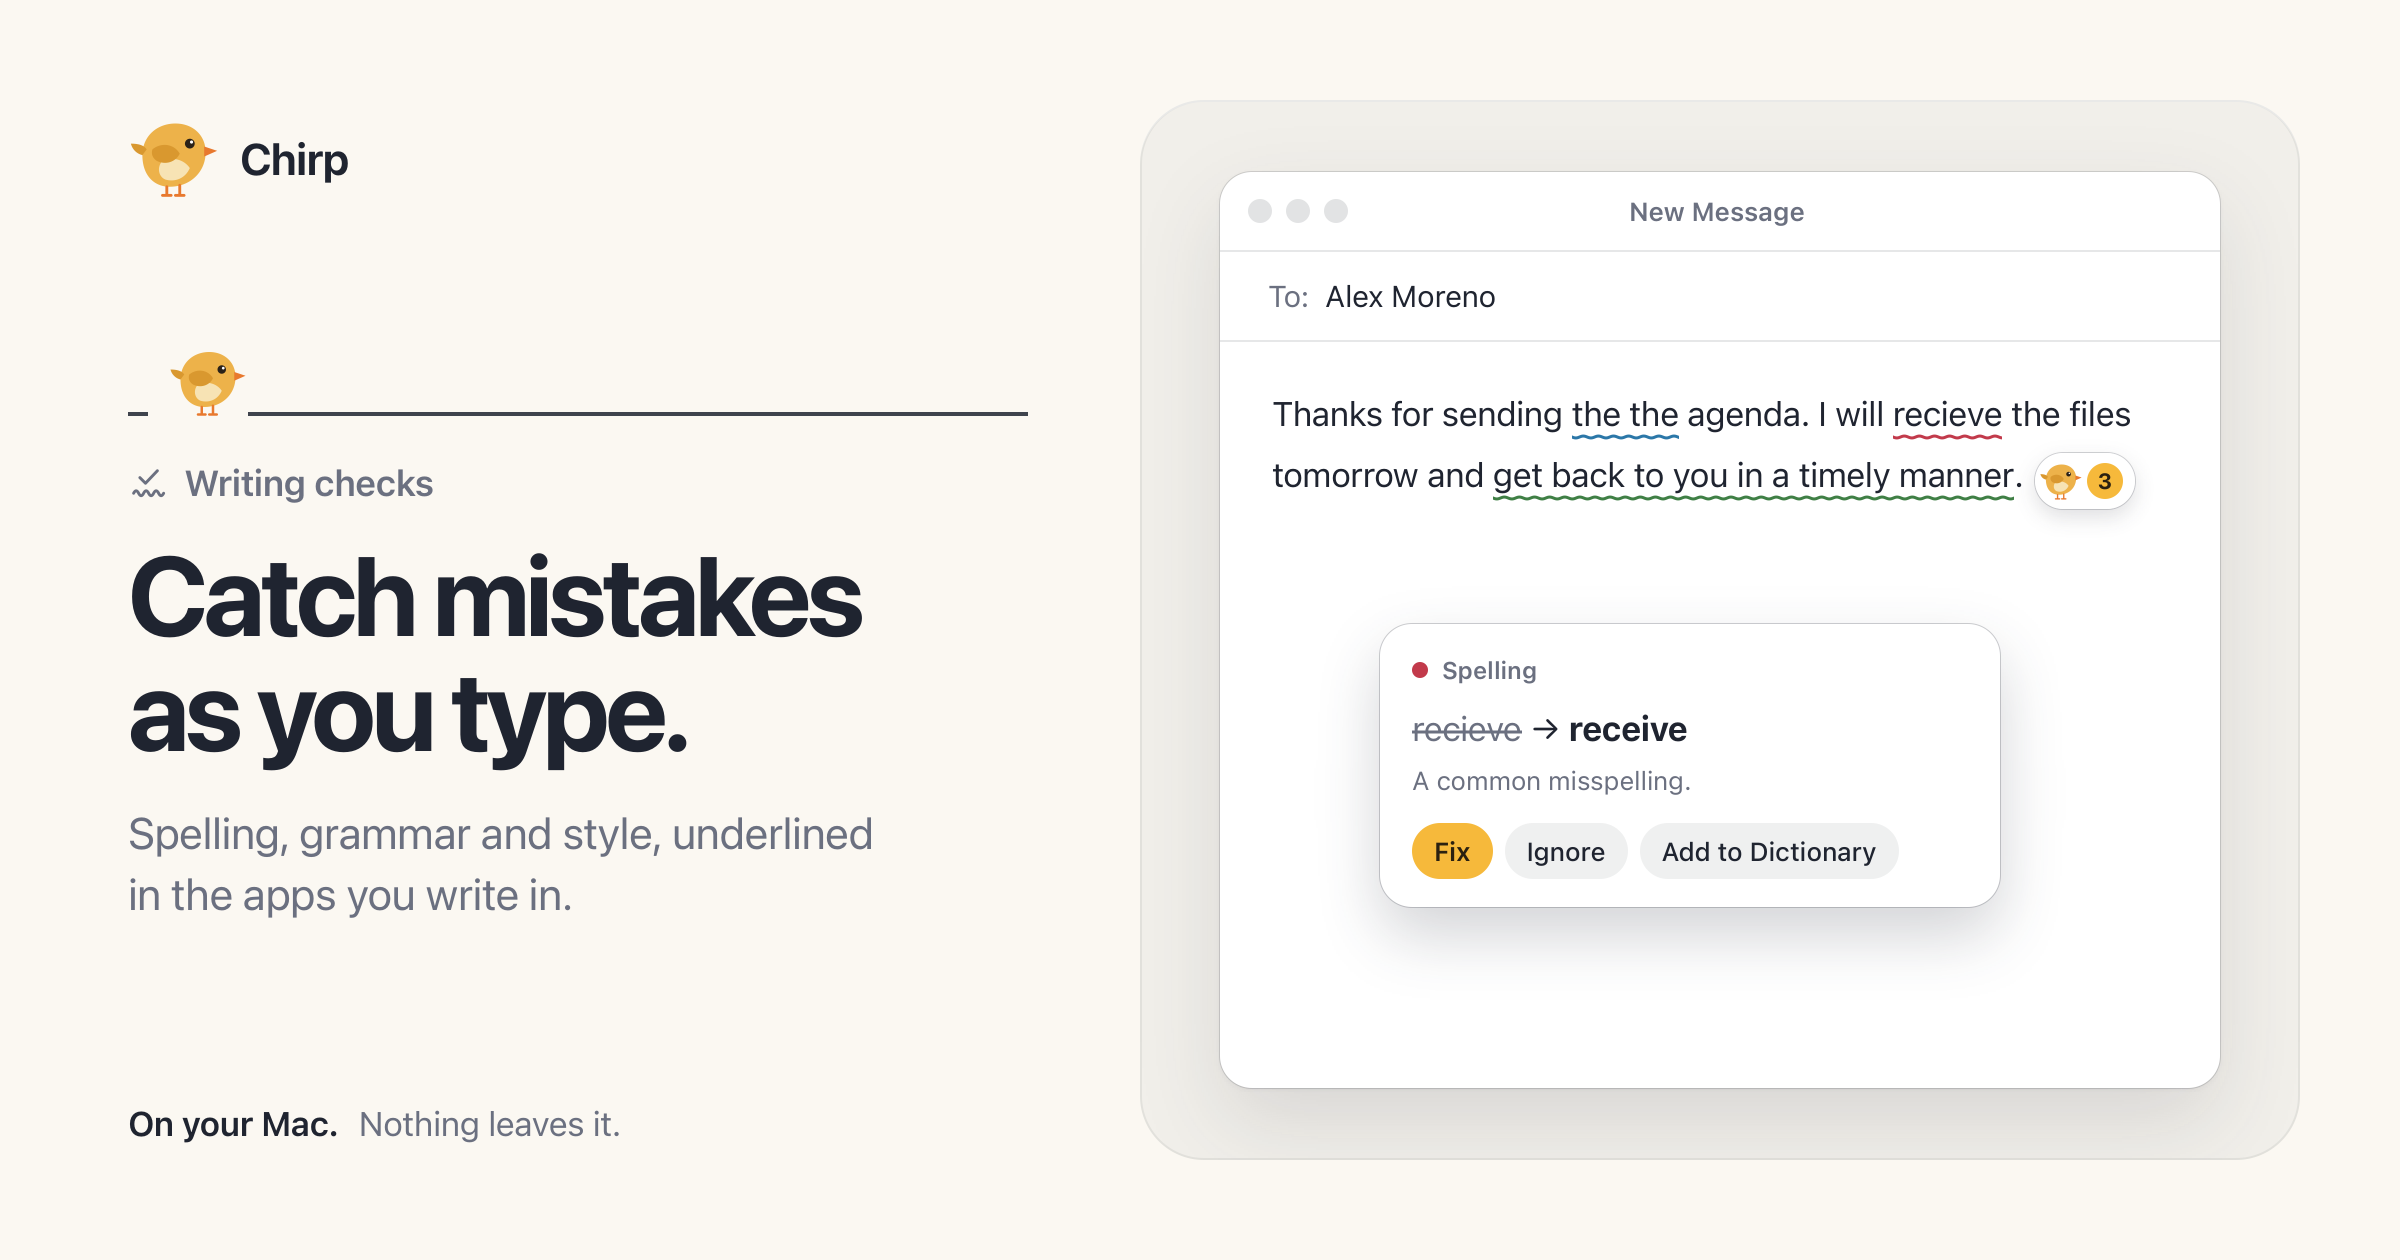 Chirp
Writing checks
Catch mistakes
as you type.
Spelling, grammar and style, underlined
in the apps you write in.
On your Mac. Nothing leaves it.
New Message
To: Alex Moreno
Thanks for sending the the agenda. I will recieve the files
tomorrow and get back to you in a timely manner. 3
Spelling
recieve → receive
A common misspelling.
Fix Ignore Add to Dictionary